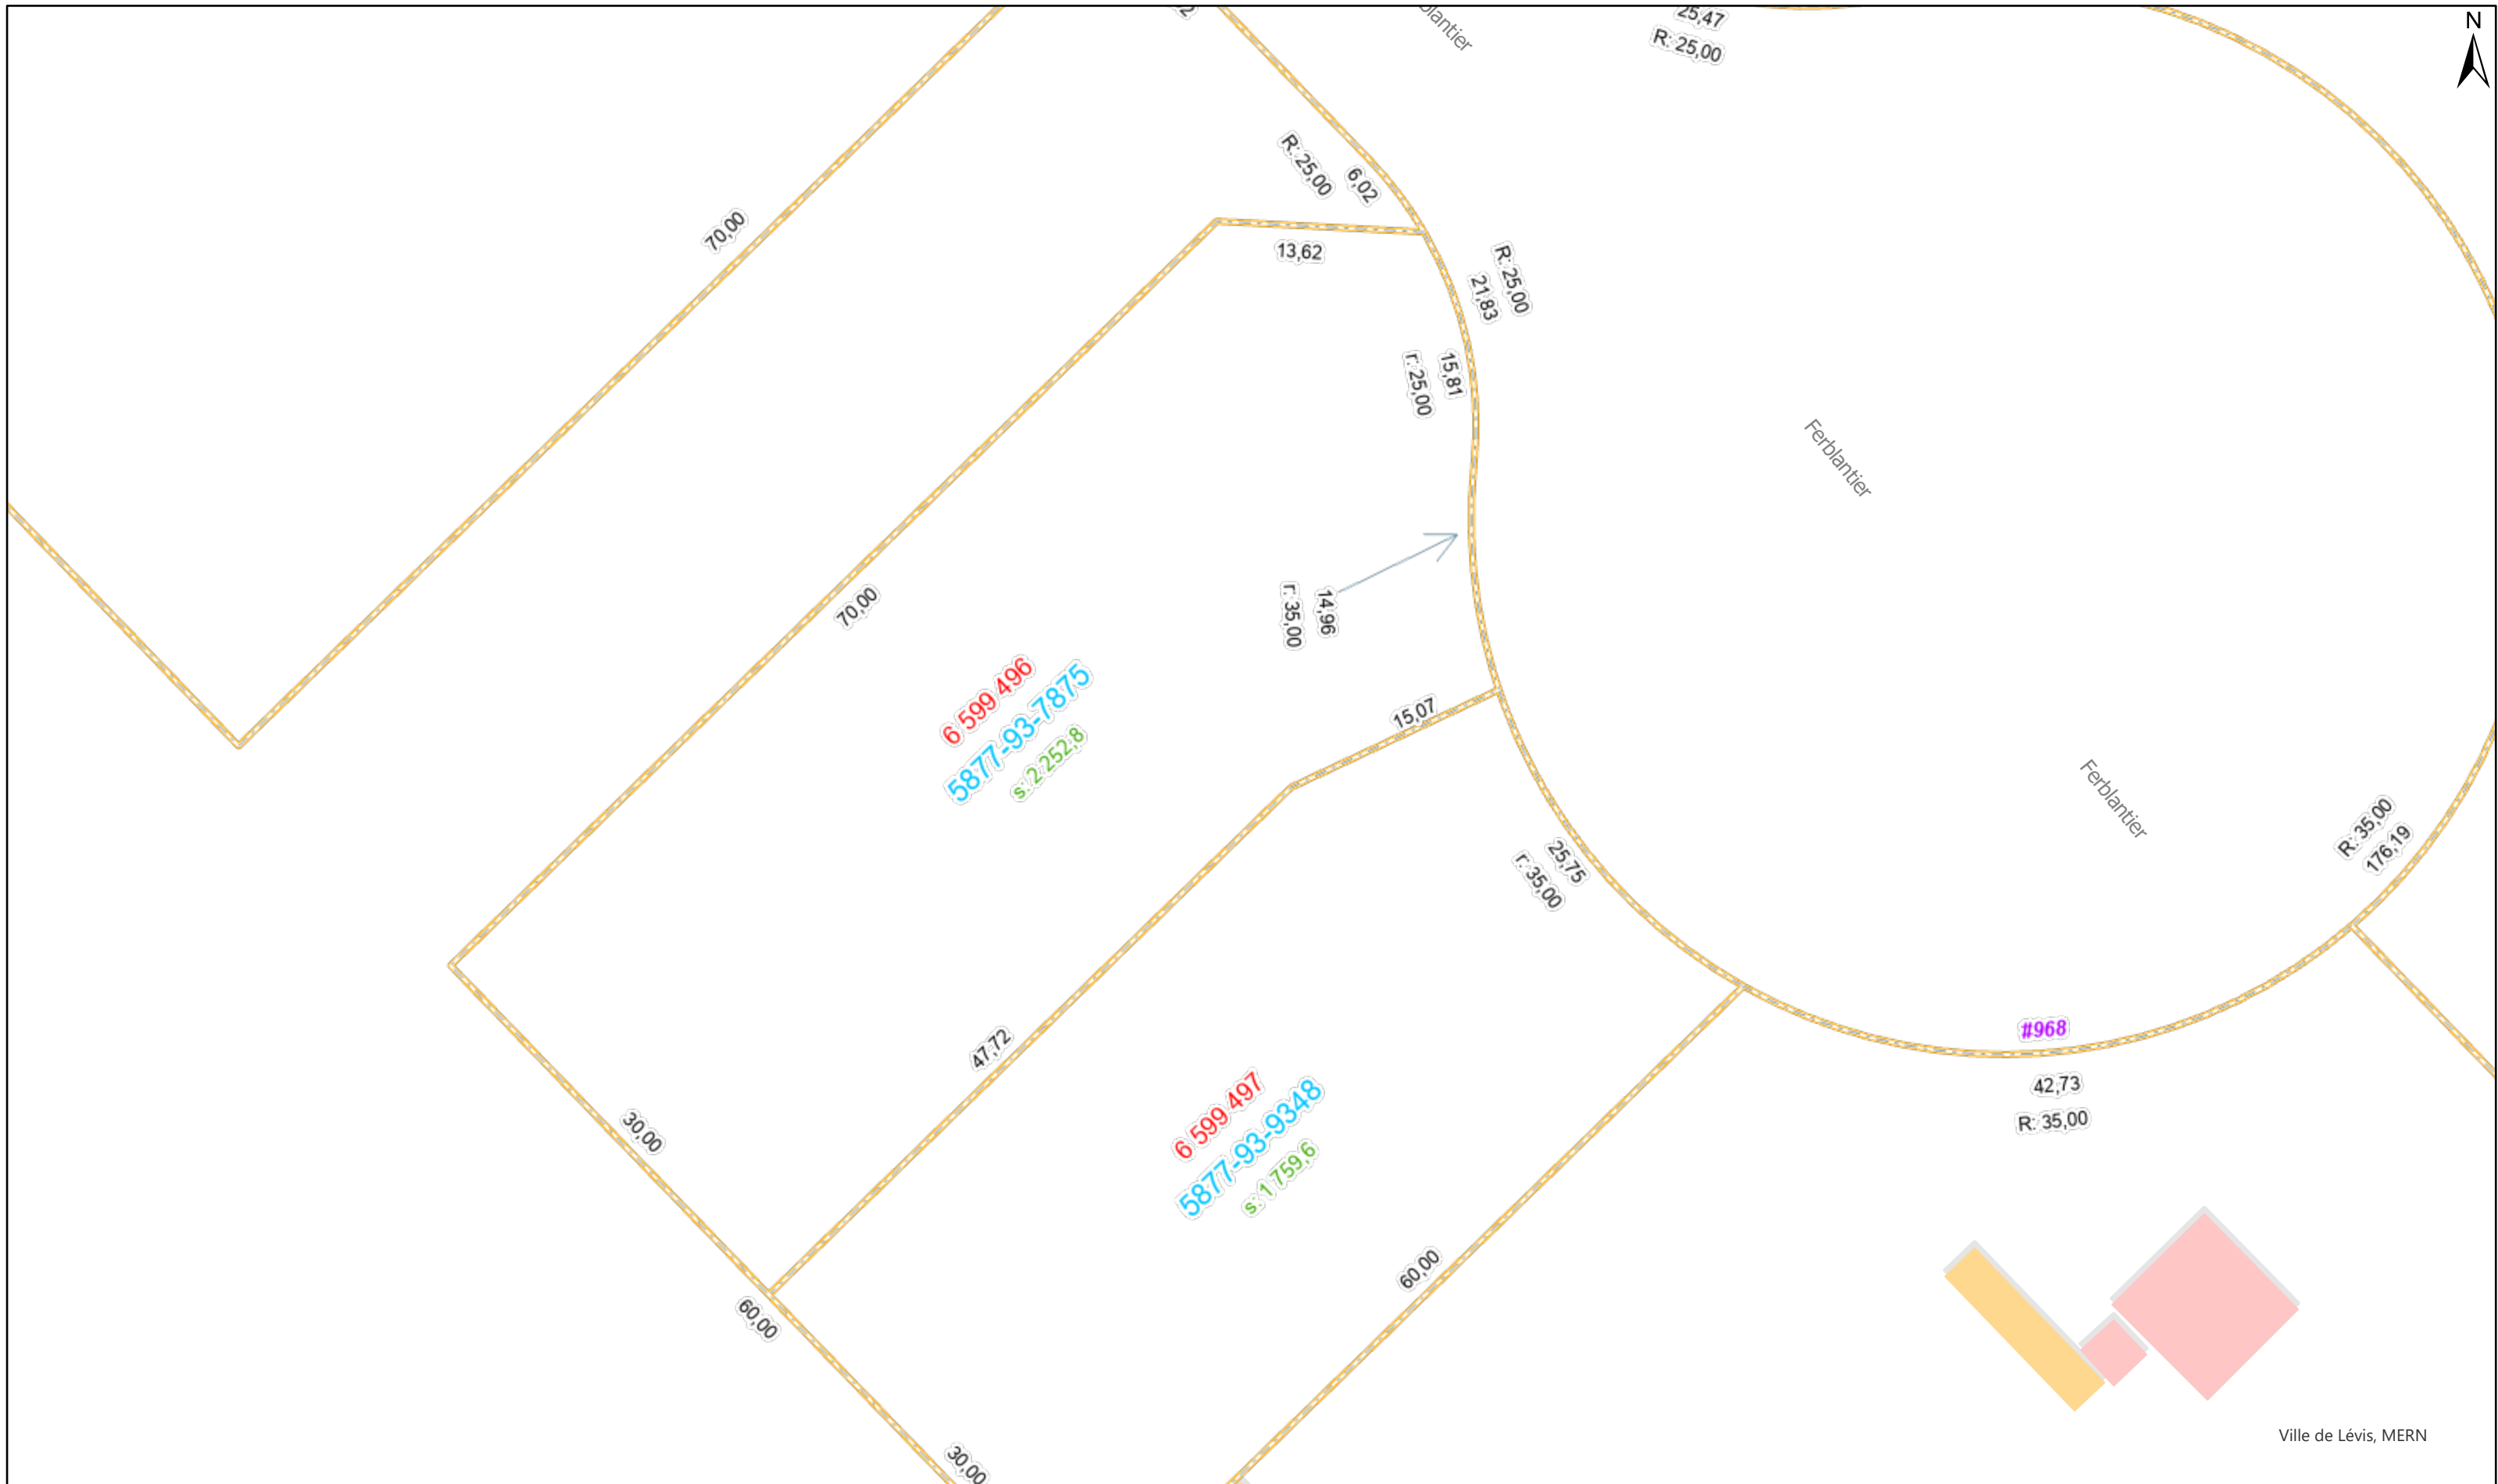 N
25,47
R: 25,00
R: 25,00
6,02
70,00
13,62
R: 25,00
21,83
15,81
r: 25,00
Ferblantier
70,00
14,96
r: 35,00
6 599 496
5877-93-7875
s: 2 252,8
15,07
Ferblantier
R: 35,00
176,19
25,75
r: 35,00
47,72
#968
42,73
R: 35,00
30,00
6 599 497
5877-93-9348
s: 1 759,6
60,00
60,00
30,00
Ville de Lévis, MERN